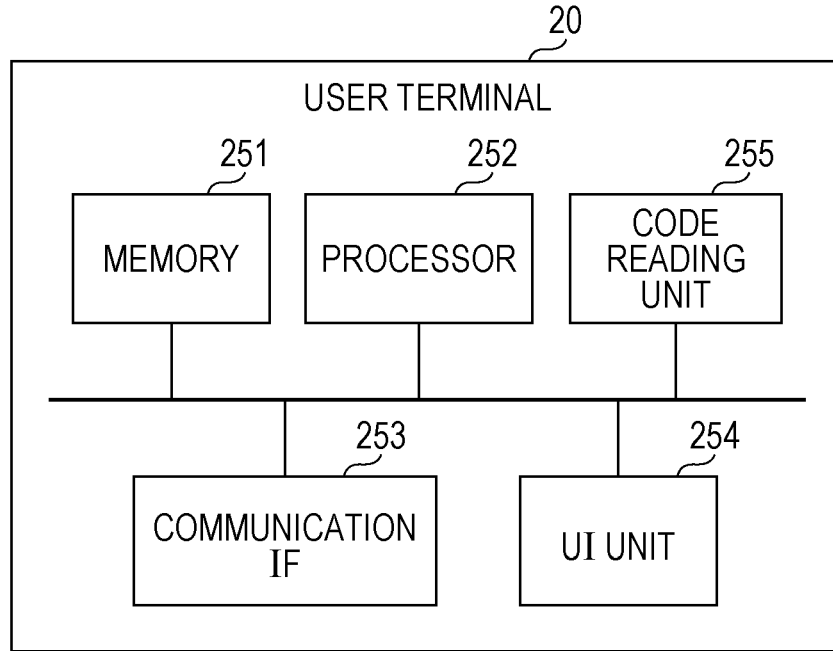 20
USER TERMINAL
251
252
255
MEMORY
PROCESSOR
CODE
READING
UNIT
253
254
COMMUNICATION
IF
UI UNIT